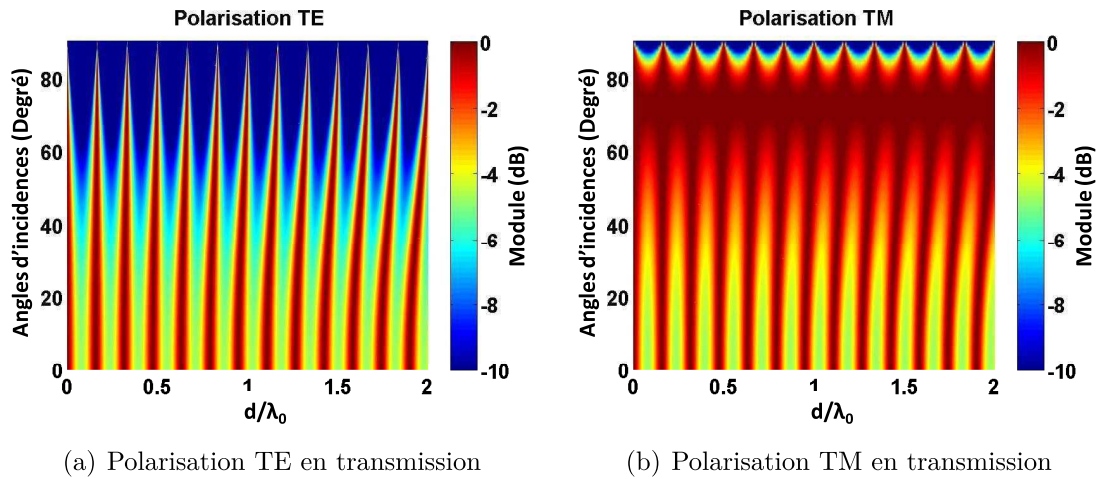 Polarisation TE
Angles d'incidences (Degré)
80
60
40
20
0
0 0.5 1 1.5 2
d/λ₀
0
-2
-4
-6
-8
-10
Module (dB)
(a) Polarisation TE en transmission
Polarisation TM
Angles d'incidences (Degré)
80
60
40
20
0
0 0.5 1 1.5 2
d/λ₀
0
-2
-4
-6
-8
-10
Module (dB)
(b) Polarisation TM en transmission